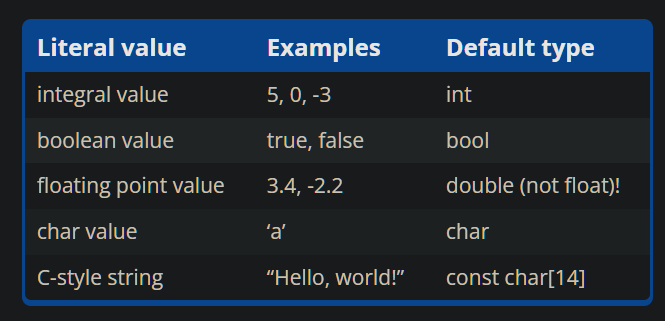 Literal value Examples Default type
integral value 5, 0, -3 int
boolean value true, false bool
floating point value 3.4, -2.2 double (not float)!
char value ‘a’ char
C-style string “Hello, world!” const char[14]